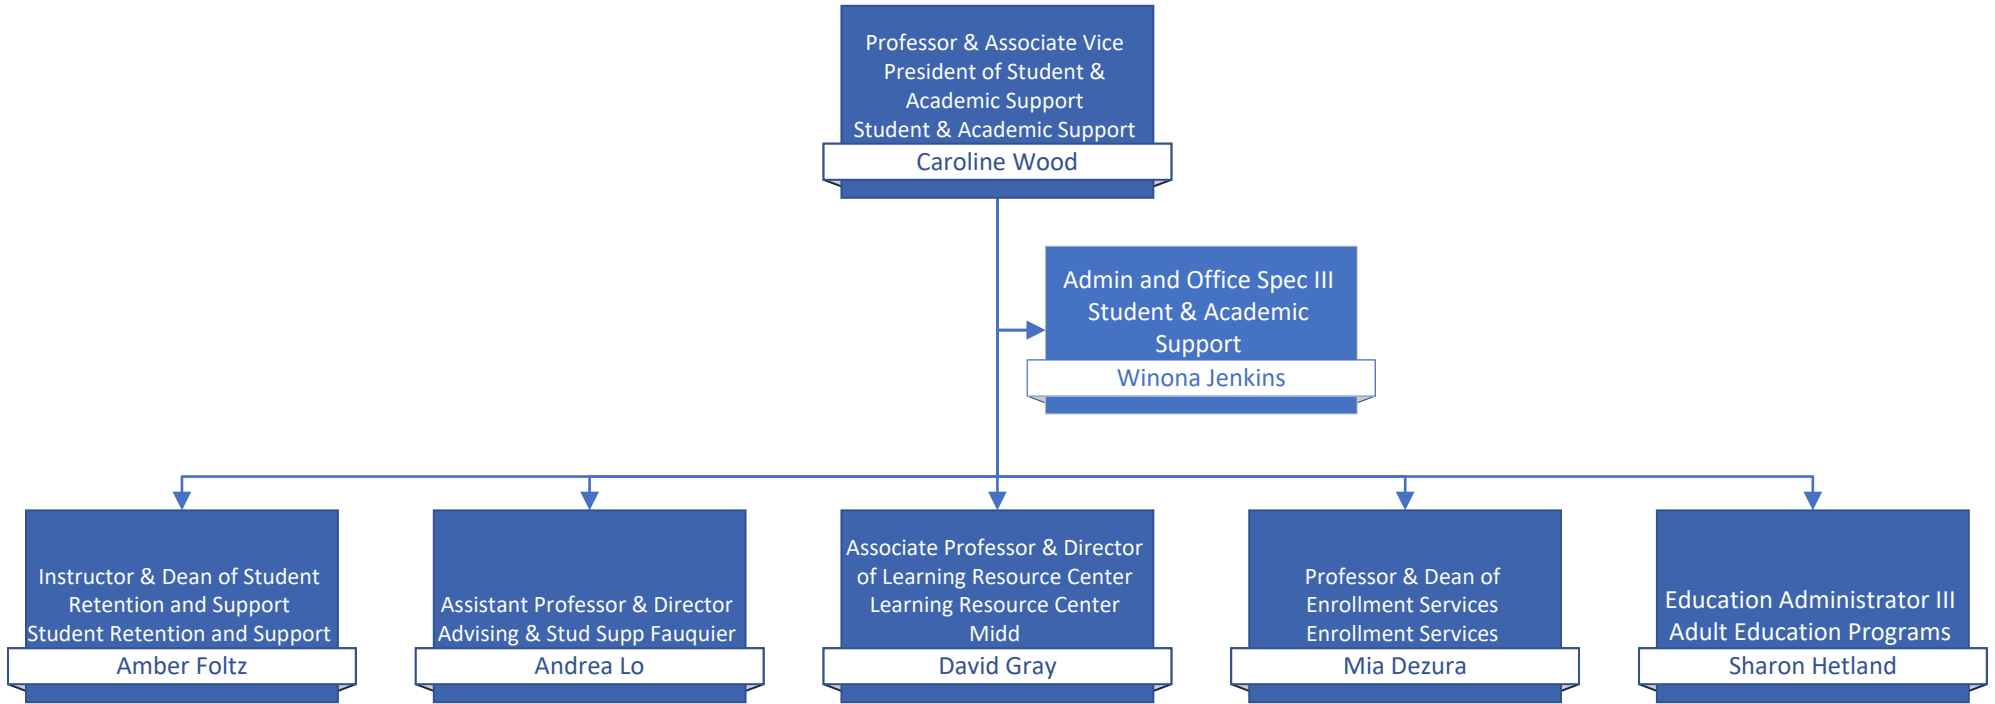 Professor & Associate Vice
President of Student &
Academic Support
Student & Academic Support
Caroline Wood
Admin and Office Spec III
Student & Academic
Support
Winona Jenkins
Instructor & Dean of Student
Retention and Support
Student Retention and Support
Amber Foltz
Assistant Professor & Director
Advising & Stud Supp Fauquier
Andrea Lo
Associate Professor & Director
of Learning Resource Center
Learning Resource Center
Midd
David Gray
Professor & Dean of
Enrollment Services
Enrollment Services
Mia Dezura
Education Administrator III
Adult Education Programs
Sharon Hetland